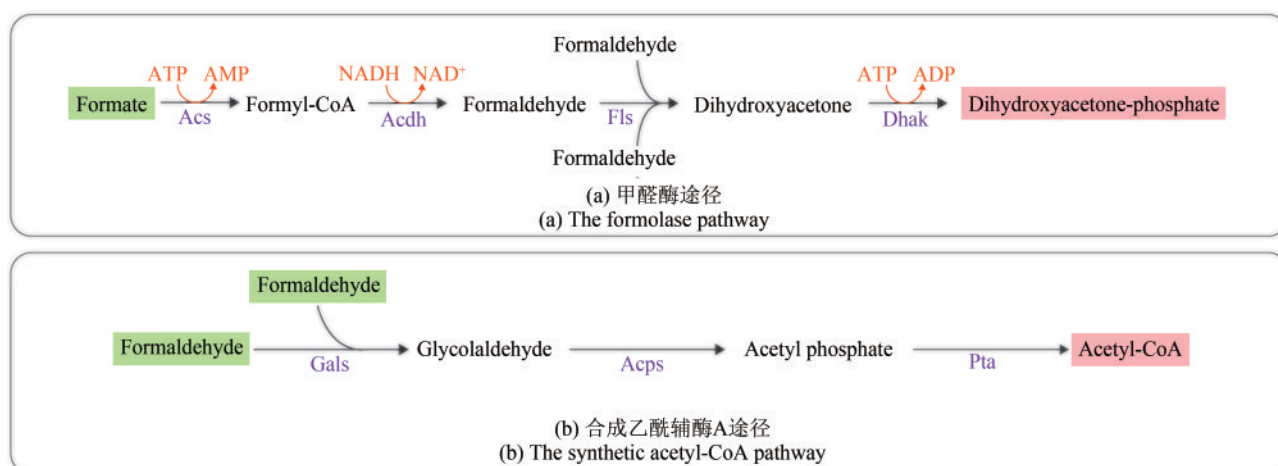 Formaldehyde
ATP AMP NADH NAD⁺ ATP ADP
Formate Formyl-CoA Formaldehyde Dihydroxyacetone Dihydroxyacetone-phosphate
Acs Acdh Fls Dhak
Formaldehyde
(a) 甲醛酶途径
(a) The formolase pathway
Formaldehyde
Formaldehyde Glycolaldehyde Acetyl phosphate Acetyl-CoA
Gals Acps Pta
(b) 合成乙酰辅酶A途径
(b) The synthetic acetyl-CoA pathway